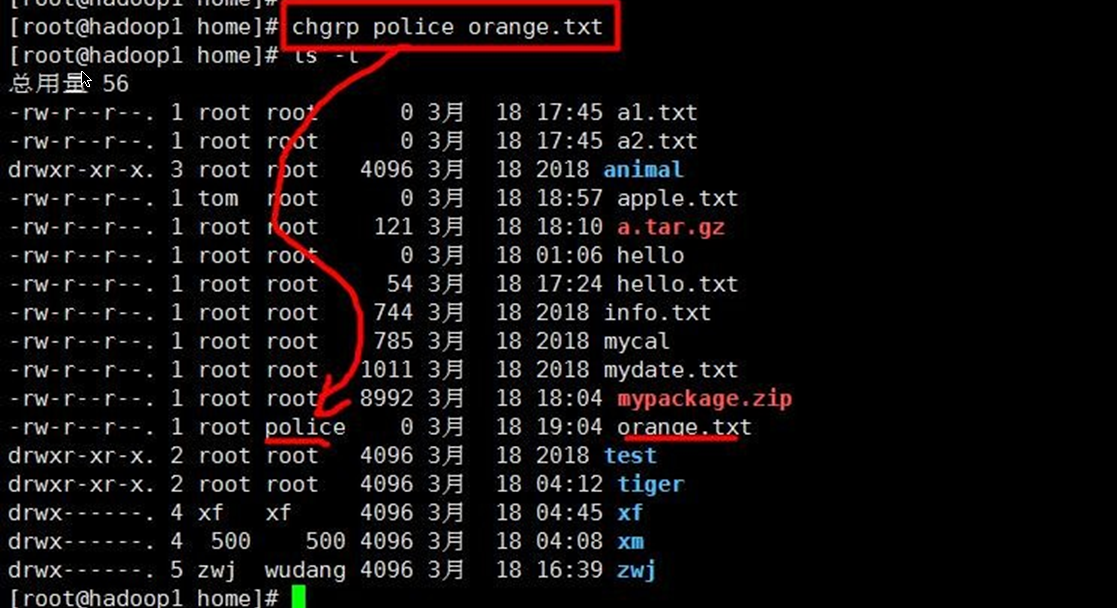 [root@hadoop1 home]#
[root@hadoop1 home]# chgrp police orange.txt
[root@hadoop1 home]# ls -l
总用量 56
-rw-r--r--. 1 root root 0 3月 18 17:45 a1.txt
-rw-r--r--. 1 root root 0 3月 18 17:45 a2.txt
drwxr-xr-x. 3 root root 4096 3月 18 2018 animal
-rw-r--r--. 1 tom root 0 3月 18 18:57 apple.txt
-rw-r--r--. 1 root root 121 3月 18 18:10 a.tar.gz
-rw-r--r--. 1 root root 0 3月 18 01:06 hello
-rw-r--r--. 1 root root 54 3月 18 17:24 hello.txt
-rw-r--r--. 1 root root 744 3月 18 2018 info.txt
-rw-r--r--. 1 root root 785 3月 18 2018 mycal
-rw-r--r--. 1 root root 1011 3月 18 2018 mydate.txt
-rw-r--r--. 1 root root 8992 3月 18 18:04 mypackage.zip
-rw-r--r--. 1 root police 0 3月 18 19:04 orange.txt
drwxr-xr-x. 2 root root 4096 3月 18 2018 test
drwxr-xr-x. 2 root root 4096 3月 18 04:12 tiger
drwx------. 4 xf xf 4096 3月 18 04:45 xf
drwx------. 4 500 500 4096 3月 18 04:08 xm
drwx------. 5 zwj wudang 4096 3月 18 16:39 zwj
[root@hadoop1 home]#